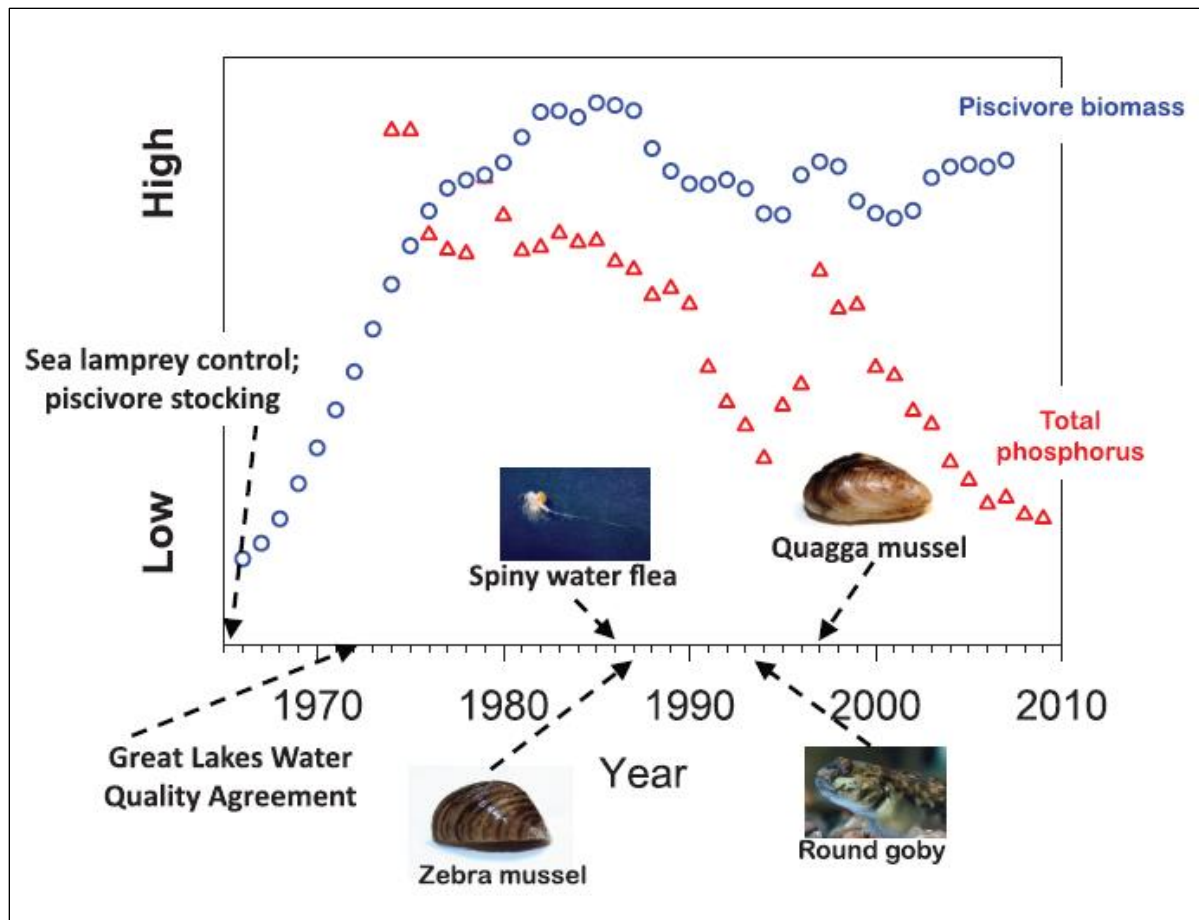 High
Low
Piscivore biomass
Sea lamprey control;
piscivore stocking
Total
phosphorus
Spiny water flea
Quagga mussel
1970
1980
1990
2000
2010
Great Lakes Water
Quality Agreement
Year
Zebra mussel
Round goby